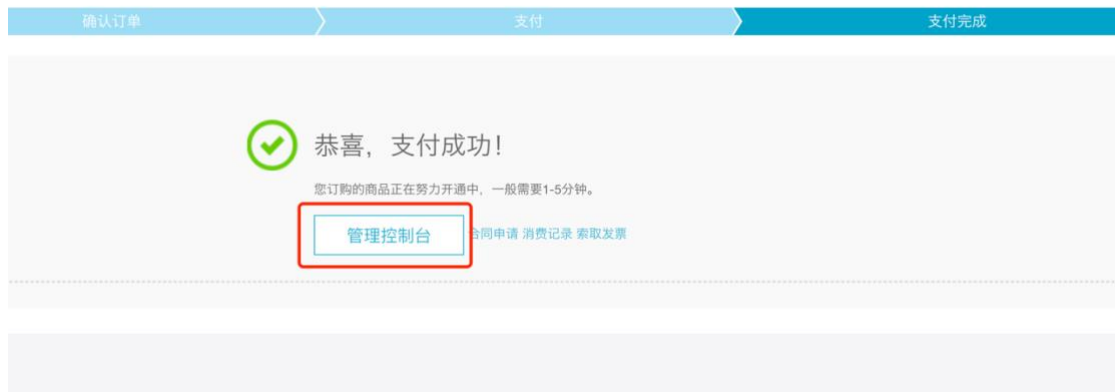 确认订单
支付
支付完成
恭喜，支付成功！
您订购的商品正在努力开通中，一般需要1-5分钟。
管理控制台 合同申请 消费记录 索取发票